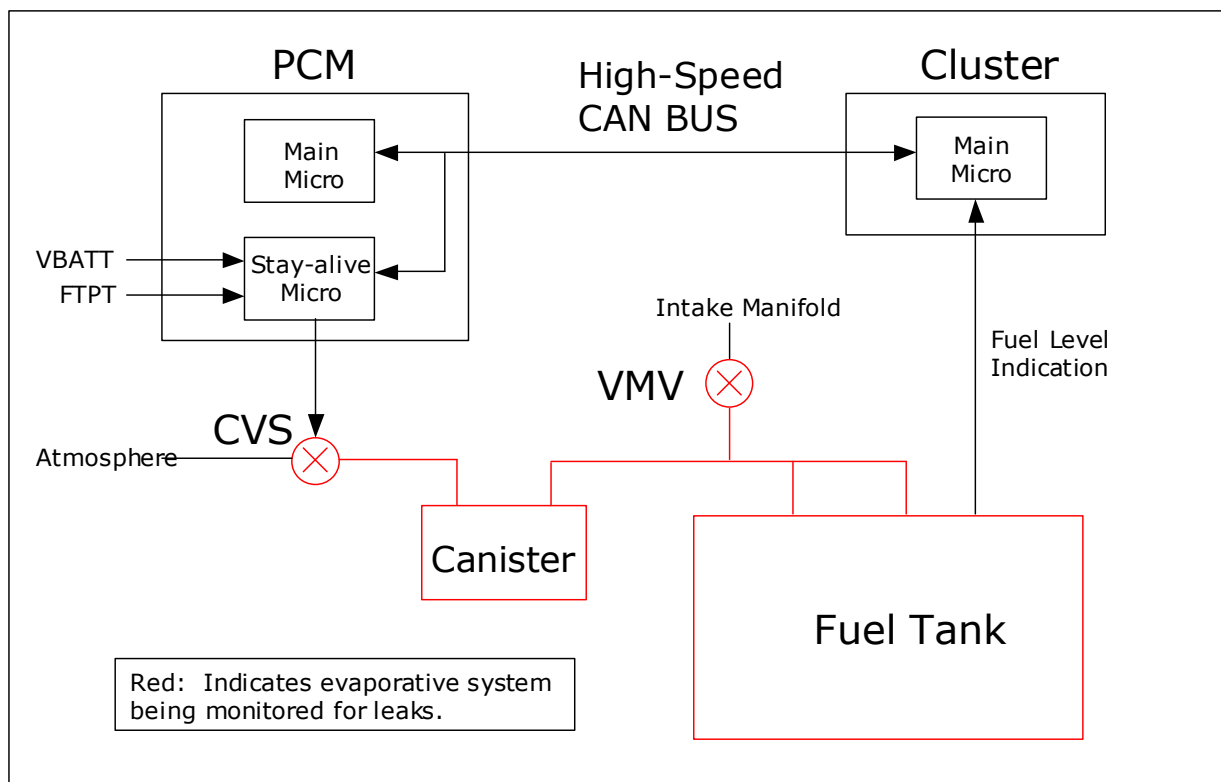 PCM
High-Speed
CAN BUS
Cluster
Main
Micro
Main
Micro
VBATT
FTPT
Stay-alive
Micro
Intake Manifold
Fuel Level
Indication
VMV
CVS
Atmosphere
Canister
Fuel Tank
Red:  Indicates evaporative system
being monitored for leaks.